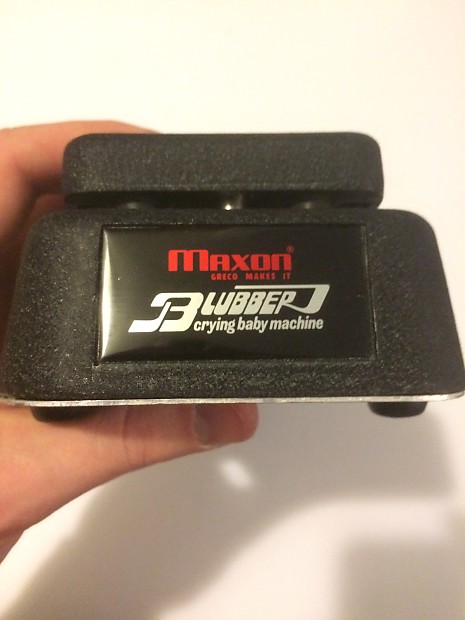 maxon®
GRECO MAKES IT
BLUBBER
crying baby machine